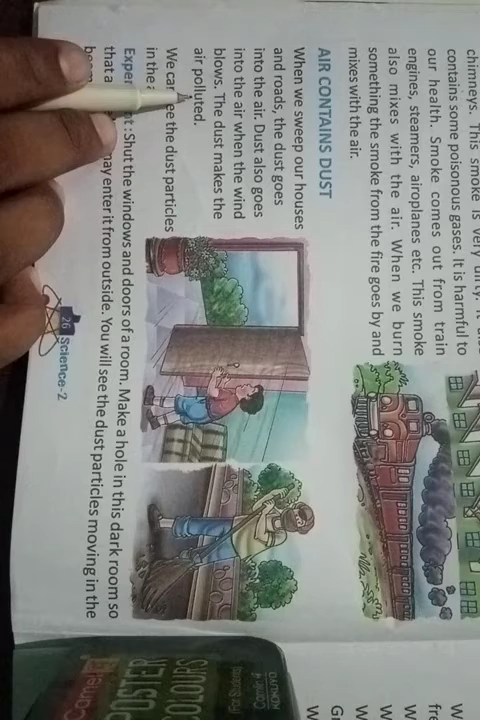 chimneys. This smoke is very dirty. It
contains some poisonous gases. It is harmful to
our health. Smoke comes out from train
engines, steamers, airoplanes etc. This smoke
also mixes with the air. When we burn
something the smoke from the fire goes by and
mixes with the air.
AIR CONTAINS DUST
When we sweep our houses
and roads, the dust goes
into the air. Dust also goes
into the air when the wind
blows. The dust makes the
air polluted.
We can see the dust particles
in the
Experiment : Shut the windows and doors of a room. Make a hole in this dark room so
that a may enter it from outside. You will see the dust particles moving in the
26 Science-2
Camel
POSTER
COLOURS
For Students
Camlin
KOKUYO